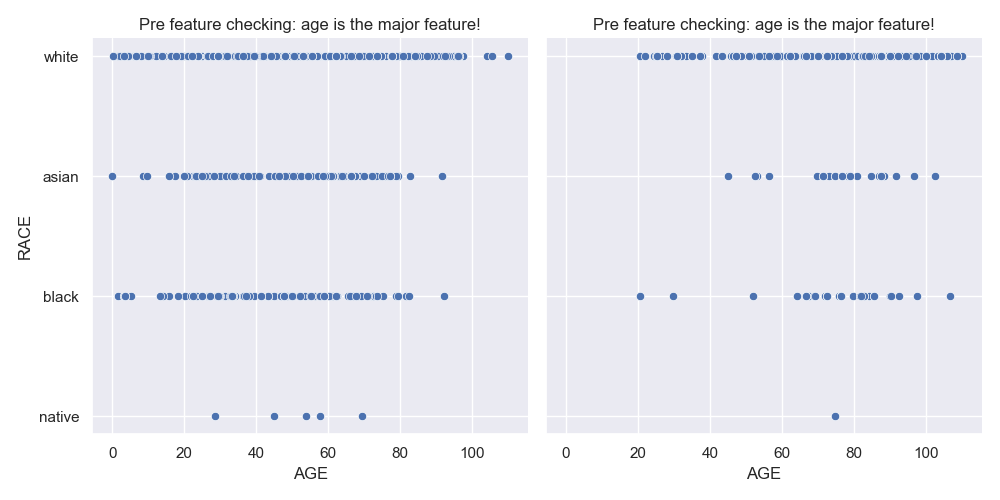 Pre feature checking: age is the major feature!
Pre feature checking: age is the major feature!
white
asian
black
native
RACE
0 20 40 60 80 100
0 20 40 60 80 100
AGE
AGE